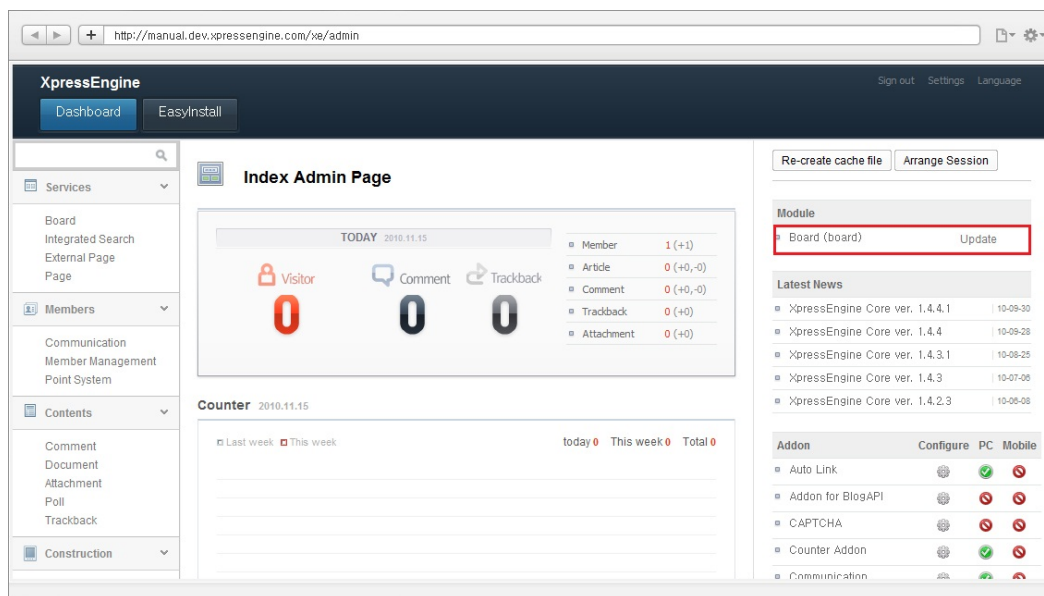 http://manual.dev.xpressengine.com/xe/admin
XpressEngine
Sign out Settings Language
Dashboard EasyInstall
Services
Board
Integrated Search
External Page
Page
Members
Communication
Member Management
Point System
Contents
Comment
Document
Attachment
Poll
Trackback
Construction
Index Admin Page
TODAY 2010.11.15
Visitor Comment Trackback
0 0 0
Member 1 (+1)
Article 0 (+0,-0)
Comment 0 (+0,-0)
Trackback 0 (+0)
Attachment 0 (+0)
Counter 2010.11.15
Last week This week today 0 This week 0 Total 0
Re-create cache file Arrange Session
Module
Board (board) Update
Latest News
XpressEngine Core ver. 1.4.4.1 10-09-30
XpressEngine Core ver. 1.4.4 10-09-28
XpressEngine Core ver. 1.4.3.1 10-08-25
XpressEngine Core ver. 1.4.3 10-07-06
XpressEngine Core ver. 1.4.2.3 10-06-08
Addon Configure PC Mobile
Auto Link
Addon for BlogAPI
CAPTCHA
Counter Addon
Communication